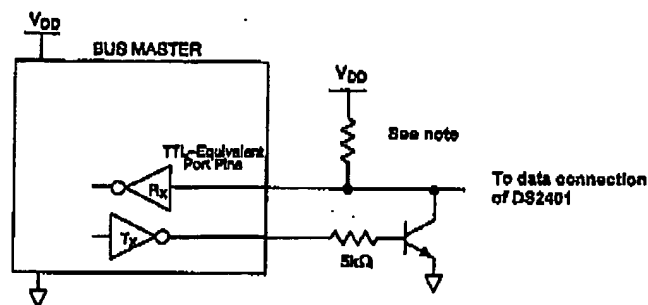 VDD
BUS MASTER
VDD
See note
TTL-Equivalent
Port Pins
RX
To data connection
of DS2401
TX
5kΩ